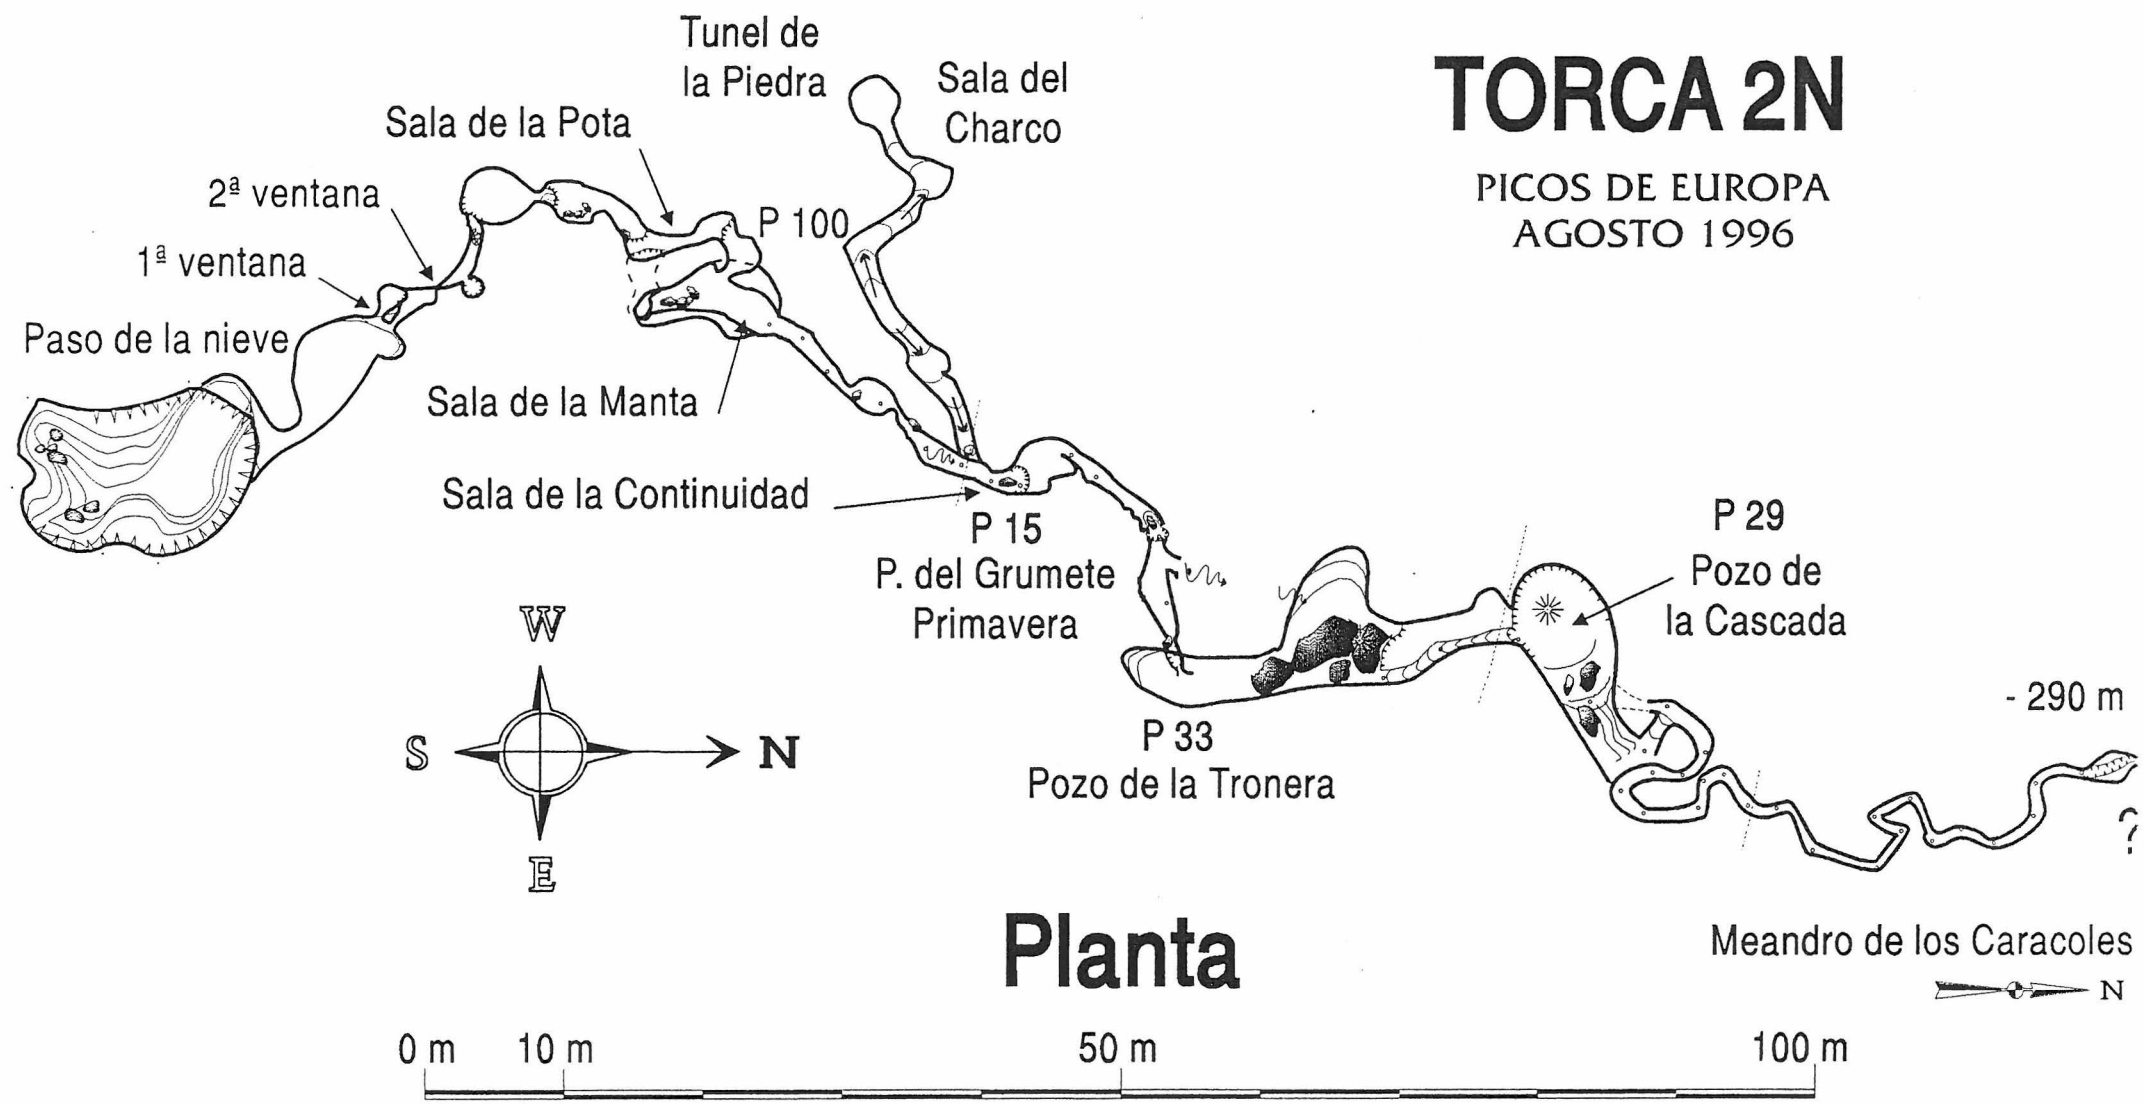 TORCA 2N
PICOS DE EUROPA
AGOSTO 1996
Tunel de
la Piedra
Sala del
Charco
Sala de la Pota
2ª ventana
P 100
1ª ventana
Paso de la nieve
Sala de la Manta
Sala de la Continuidad
P 15
P. del Grumete
Primavera
P 29
Pozo de
la Cascada
- 290 m
P 33
Pozo de la Tronera
?
W
S
N
E
Planta
Meandro de los Caracoles
N
0 m
10 m
50 m
100 m